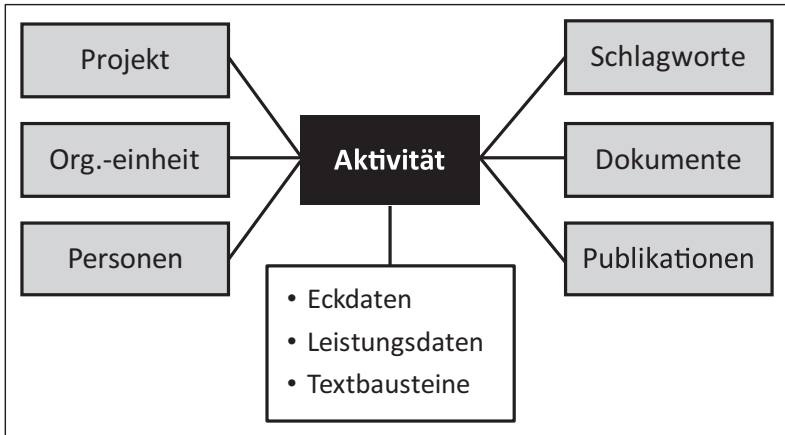 Projekt
Org.-einheit
Personen
Aktivität
• Eckdaten
• Leistungsdaten
• Textbausteine
Schlagworte
Dokumente
Publikationen